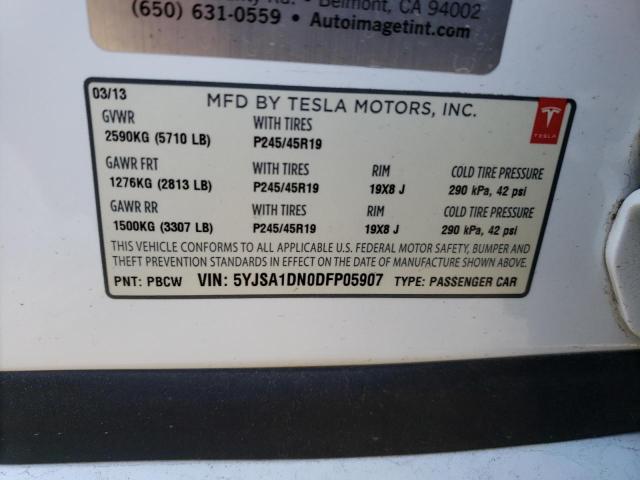 Rd. • Belmont, CA 94002
(650) 631-0559 • Autoimagetint.com
03/13 MFD BY TESLA MOTORS, INC.
TESLA
GVWR WITH TIRES
2590KG (5710 LB) P245/45R19
GAWR FRT WITH TIRES RIM COLD TIRE PRESSURE
1276KG (2813 LB) P245/45R19 19X8 J 290 kPa, 42 psi
GAWR RR WITH TIRES RIM COLD TIRE PRESSURE
1500KG (3307 LB) P245/45R19 19X8 J 290 kPa, 42 psi
THIS VEHICLE CONFORMS TO ALL APPLICABLE U.S. FEDERAL MOTOR SAFETY, BUMPER AND
THEFT PREVENTION STANDARDS IN EFFECT ON THE DATE OF MANUFACTURE SHOWN ABOVE.
PNT: PBCW VIN: 5YJSA1DN0DFP05907 TYPE: PASSENGER CAR